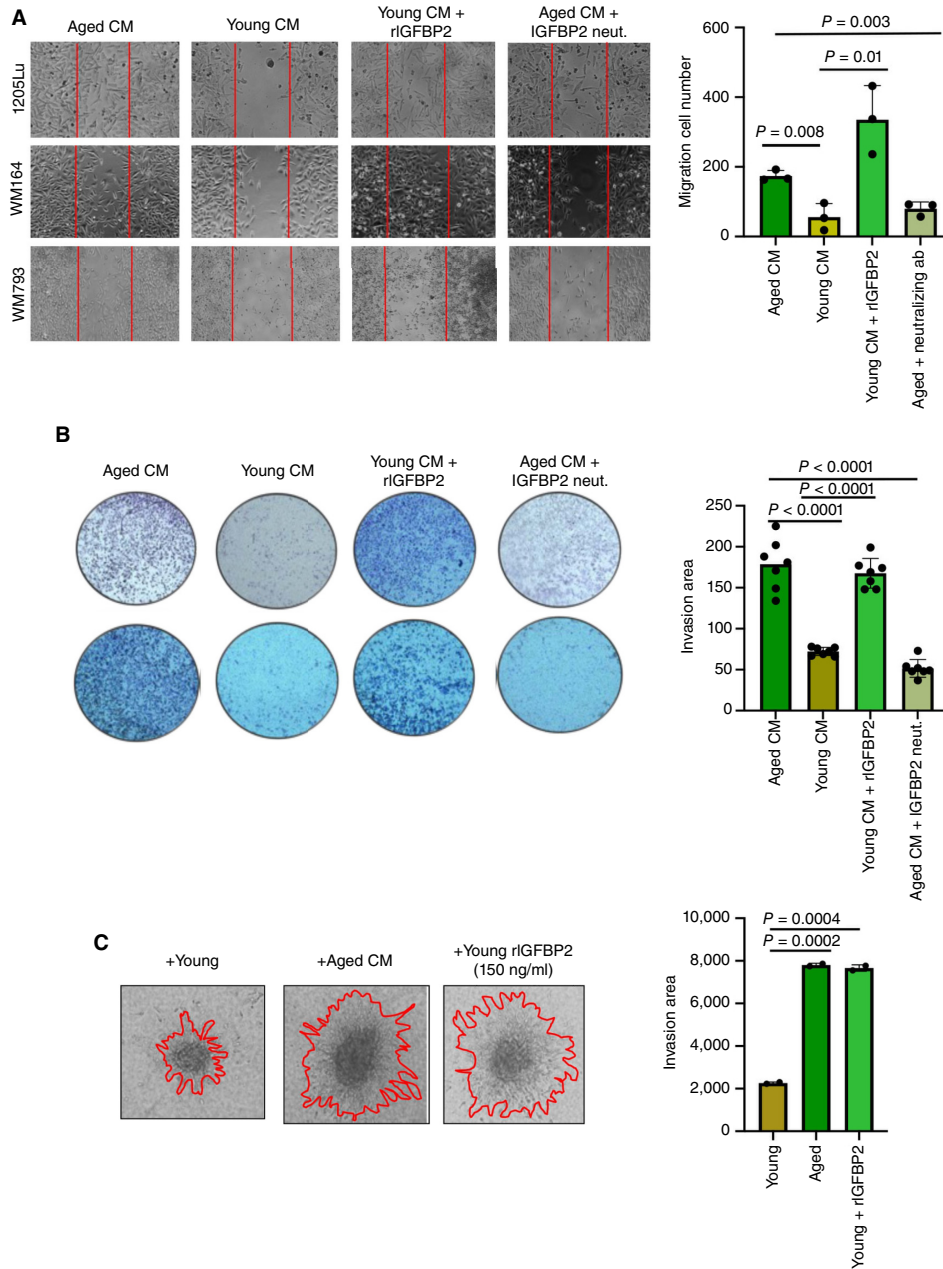 A
Aged CM
Young CM
Young CM +
rIGFBP2
Aged CM +
IGFBP2 neut.
1205Lu
WM164
WM793
Migration cell number
600
400
200
0
P = 0.003
P = 0.01
P = 0.008
Aged CM
Young CM
Young CM + rIGFBP2
Aged + neutralizing ab
B
Aged CM
Young CM
Young CM +
rIGFBP2
Aged CM +
IGFBP2 neut.
Invasion area
250
200
150
100
50
0
P < 0.0001
P < 0.0001
P < 0.0001
Aged CM
Young CM
Young CM + rIGFBP2
Aged CM + IGFBP2 neut.
C
+Young
+Aged CM
+Young rIGFBP2
(150 ng/ml)
Invasion area
10,000
8,000
6,000
4,000
2,000
0
P = 0.0004
P = 0.0002
Young
Aged
Young + rIGFBP2